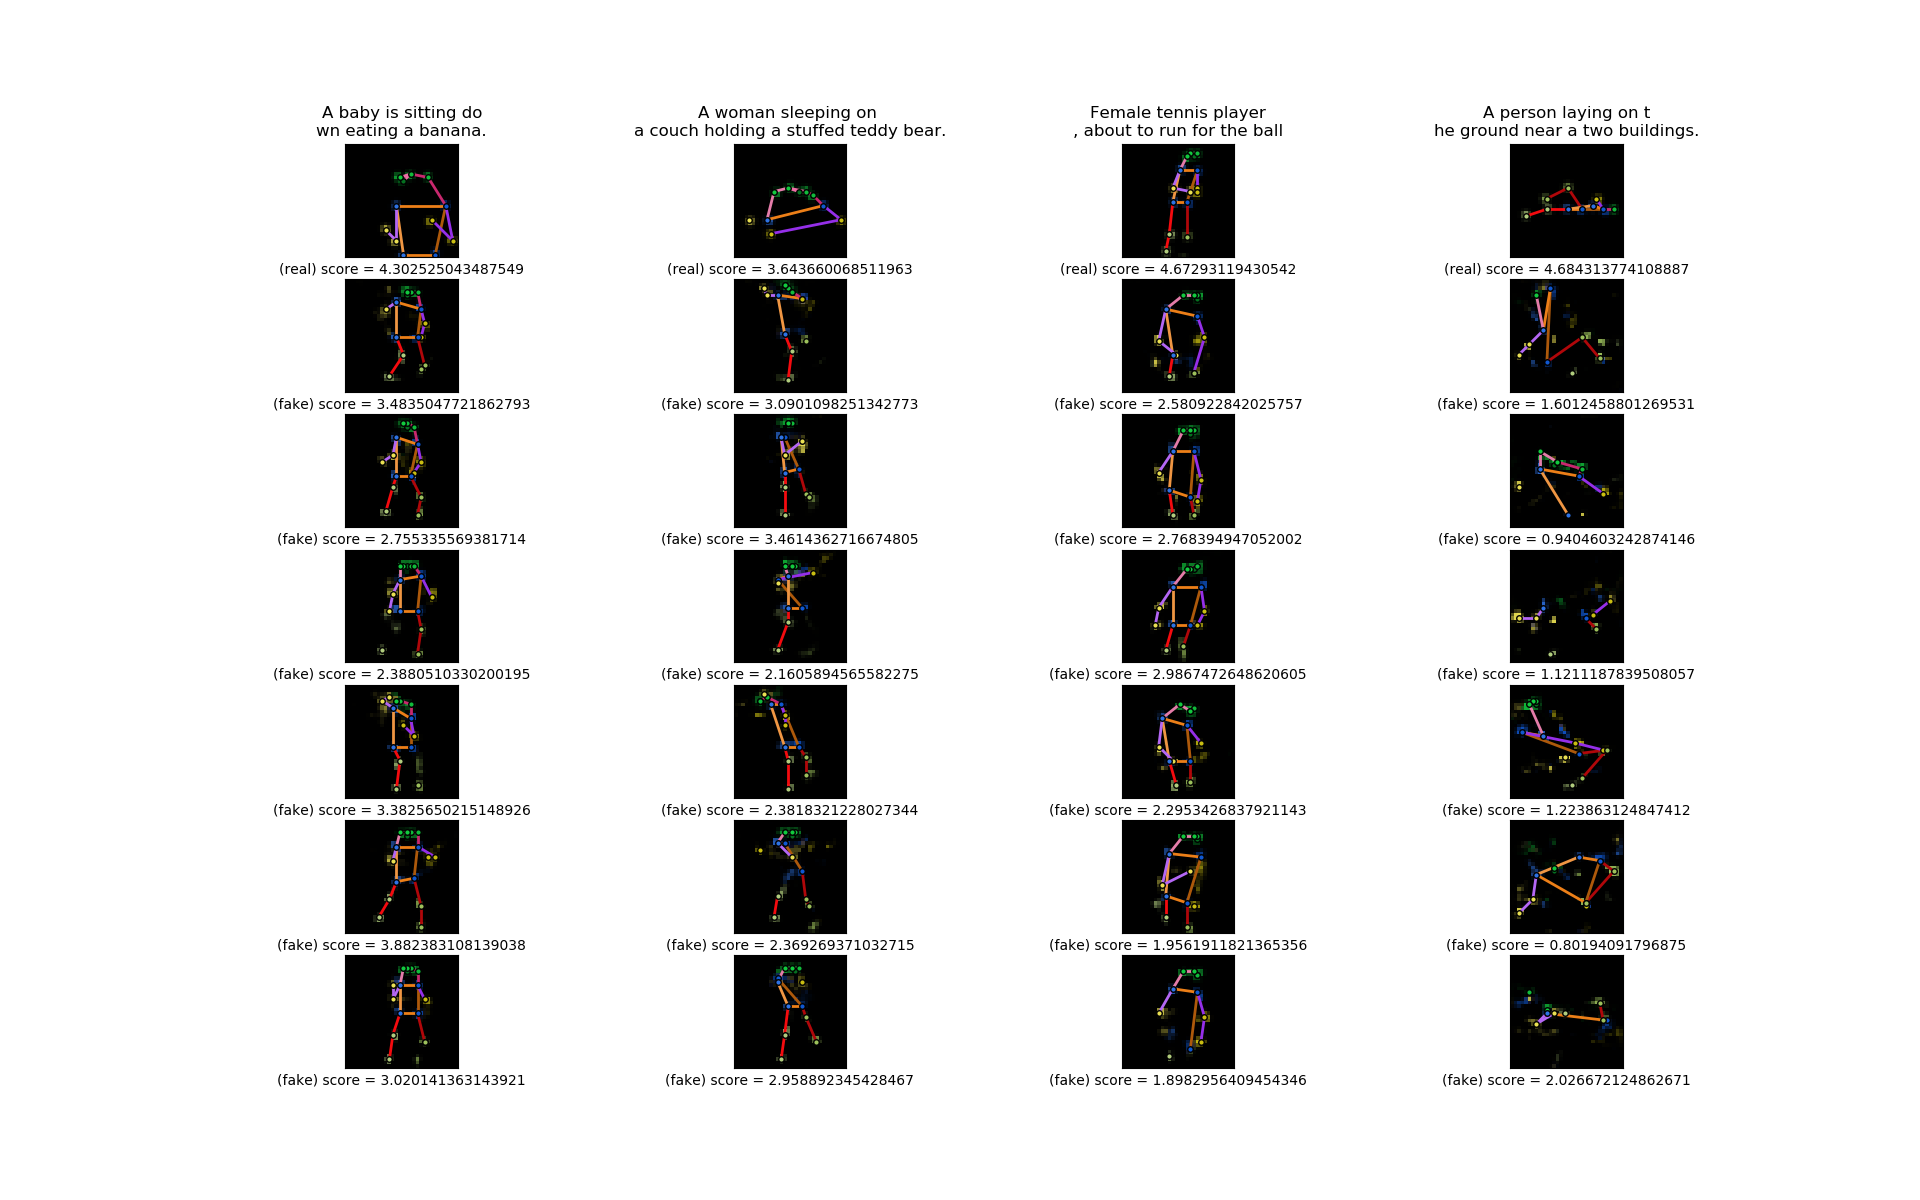 A baby is sitting do
wn eating a banana.
A woman sleeping on
a couch holding a stuffed teddy bear.
Female tennis player
, about to run for the ball
A person laying on t
he ground near a two buildings.
(real) score = 4.302525043487549
(real) score = 3.643660068511963
(real) score = 4.67293119430542
(real) score = 4.684313774108887
(fake) score = 3.4835047721862793
(fake) score = 3.0901098251342773
(fake) score = 2.580922842025757
(fake) score = 1.6012458801269531
(fake) score = 2.755335569381714
(fake) score = 3.4614362716674805
(fake) score = 2.768394947052002
(fake) score = 0.9404603242874146
(fake) score = 2.3880510330200195
(fake) score = 2.1605894565582275
(fake) score = 2.9867472648620605
(fake) score = 1.1211187839508057
(fake) score = 3.3825650215148926
(fake) score = 2.3818321228027344
(fake) score = 2.2953426837921143
(fake) score = 1.223863124847412
(fake) score = 3.882383108139038
(fake) score = 2.369269371032715
(fake) score = 1.9561911821365356
(fake) score = 0.80194091796875
(fake) score = 3.020141363143921
(fake) score = 2.958892345428467
(fake) score = 1.8982956409454346
(fake) score = 2.026672124862671